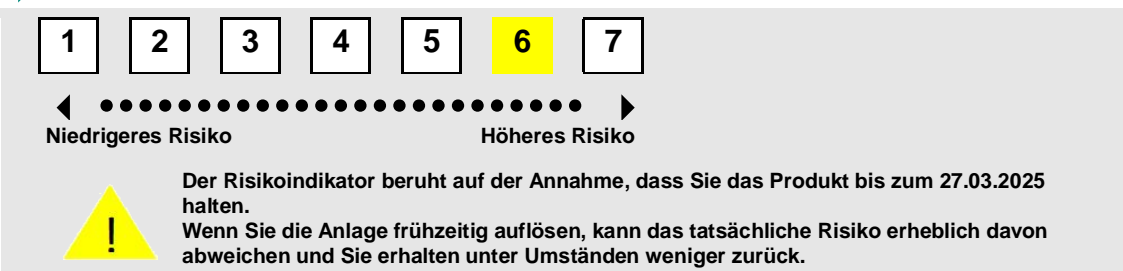 1 2 3 4 5 6 7
Niedrigeres Risiko Höheres Risiko
Der Risikoindikator beruht auf der Annahme, dass Sie das Produkt bis zum 27.03.2025
halten.
!
Wenn Sie die Anlage frühzeitig auflösen, kann das tatsächliche Risiko erheblich davon
abweichen und Sie erhalten unter Umständen weniger zurück.